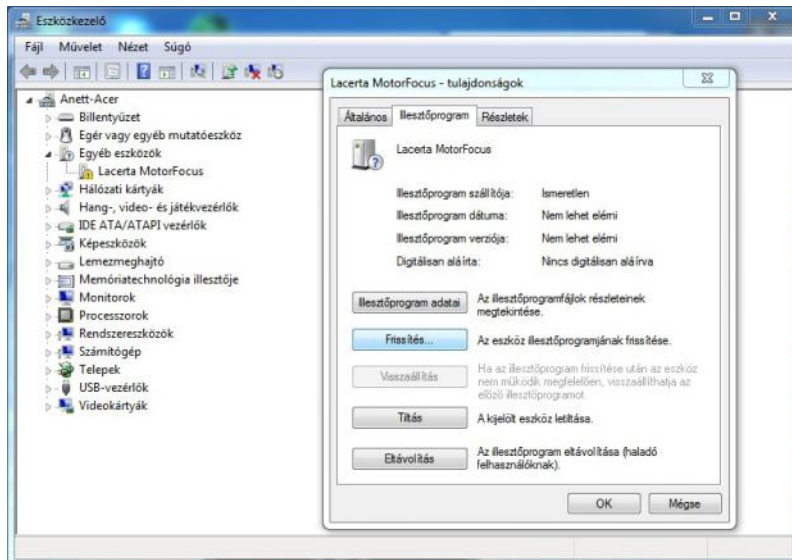 Eszközkezelő
Fájl Művelet Nézet Súgó
Anett-Acer
Billentyűzet
Egér vagy egyéb mutatóeszköz
Egyéb eszközök
Lacerta MotorFocus
Hálózati kártyák
Hang-, video- és játékvezérlők
IDE ATA/ATAPI vezérlők
Képeszközök
Lemezmeghajtó
Memóriatechnológia illesztője
Monitorok
Processzorok
Rendszereszközök
Számítógép
Telepek
USB-vezérlők
Videokártyák
Lacerta MotorFocus - tulajdonságok
Általános Illesztőprogram Részletek
Lacerta MotorFocus
Illesztőprogram szállítója: Ismeretlen
Illesztőprogram dátuma: Nem lehet elérni
Illesztőprogram verziója: Nem lehet elérni
Digitálisan aláírta: Nincs digitálisan aláírva
Illesztőprogram adatai
Az illesztőprogramfájlok részleteinek
megtekintése.
Frissítés...
Az eszköz illesztőprogramjának frissítése.
Visszaállítás
Ha az illesztőprogram frissítése után az eszköz
nem működik megfelelően, visszaállíthatja az
előző illesztőprogramot.
Tiltás
A kijelölt eszköz letiltása.
Eltávolítás
Az illesztőprogram eltávolítása (haladó
felhasználóknak).
OK Mégse